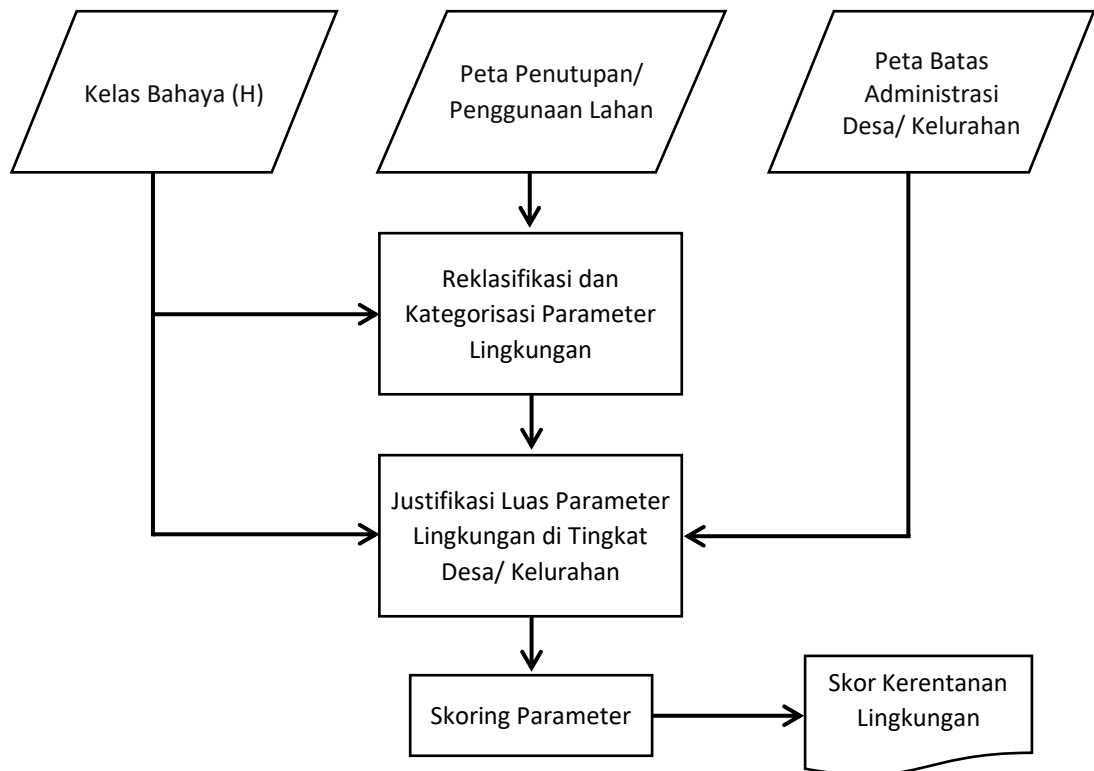 Kelas Bahaya (H)
Peta Penutupan/
Penggunaan Lahan
Peta Batas
Administrasi
Desa/ Kelurahan
Reklasifikasi dan
Kategorisasi Parameter
Lingkungan
Justifikasi Luas Parameter
Lingkungan di Tingkat
Desa/ Kelurahan
Skoring Parameter
Skor Kerentanan
Lingkungan